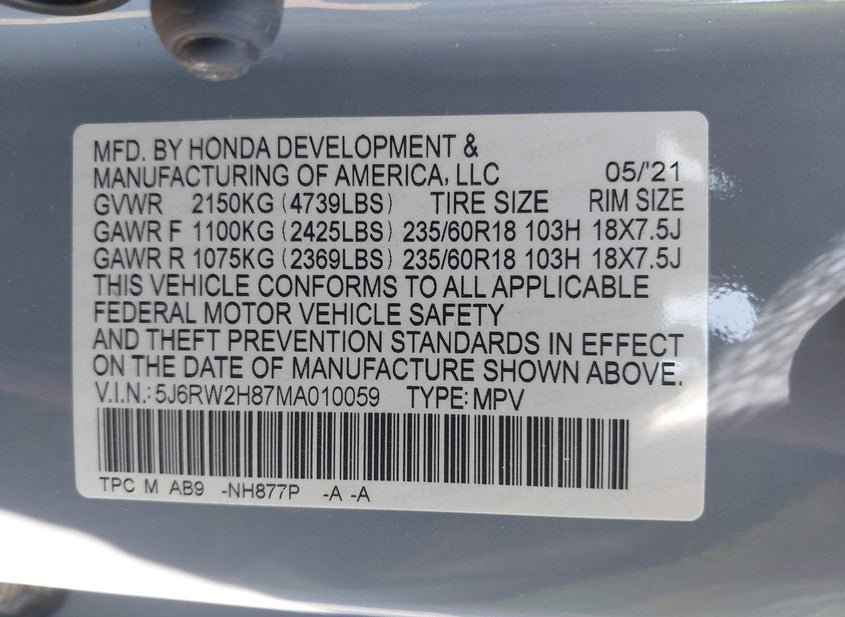 MFD. BY HONDA DEVELOPMENT &
MANUFACTURING OF AMERICA, LLC 05/'21
GVWR 2150KG (4739LBS) TIRE SIZE RIM SIZE
GAWR F 1100KG (2425LBS) 235/60R18 103H 18X7.5J
GAWR R 1075KG (2369LBS) 235/60R18 103H 18X7.5J
THIS VEHICLE CONFORMS TO ALL APPLICABLE
FEDERAL MOTOR VEHICLE SAFETY
AND THEFT PREVENTION STANDARDS IN EFFECT
ON THE DATE OF MANUFACTURE SHOWN ABOVE.
V.I.N.: 5J6RW2H87MA010059 TYPE: MPV
TPC M AB9 -NH877P -A -A